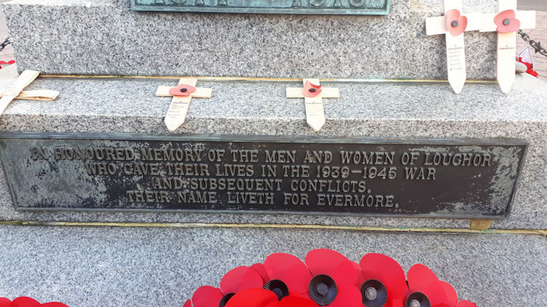 IN HONOURED MEMORY OF THE MEN AND WOMEN OF LOUGHOR
WHO GAVE THEIR LIVES IN THE 1939-1945 WAR
AND SUBSEQUENT CONFLICTS.
THEIR NAME LIVETH FOR EVERMORE.